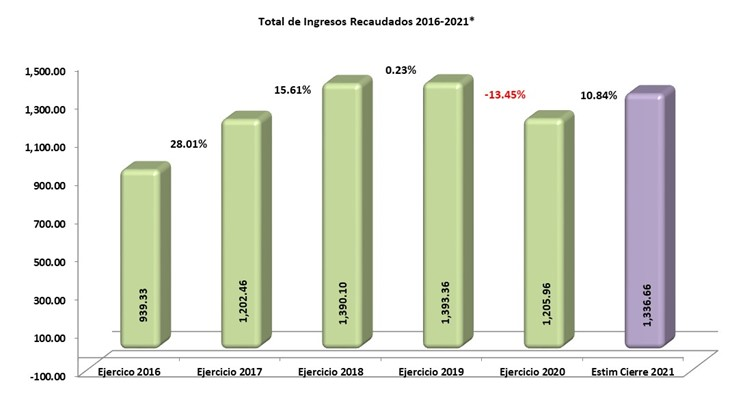 Total de Ingresos Recaudados 2016-2021*
1,500.00
1,300.00
1,100.00
900.00
700.00
500.00
300.00
100.00
-100.00
28.01%
15.61%
0.23%
-13.45%
10.84%
939.33
1,202.46
1,390.10
1,393.36
1,205.96
1,336.66
Ejercico 2016
Ejercicio 2017
Ejercicio 2018
Ejercicio 2019
Ejercicio 2020
Estim Cierre 2021